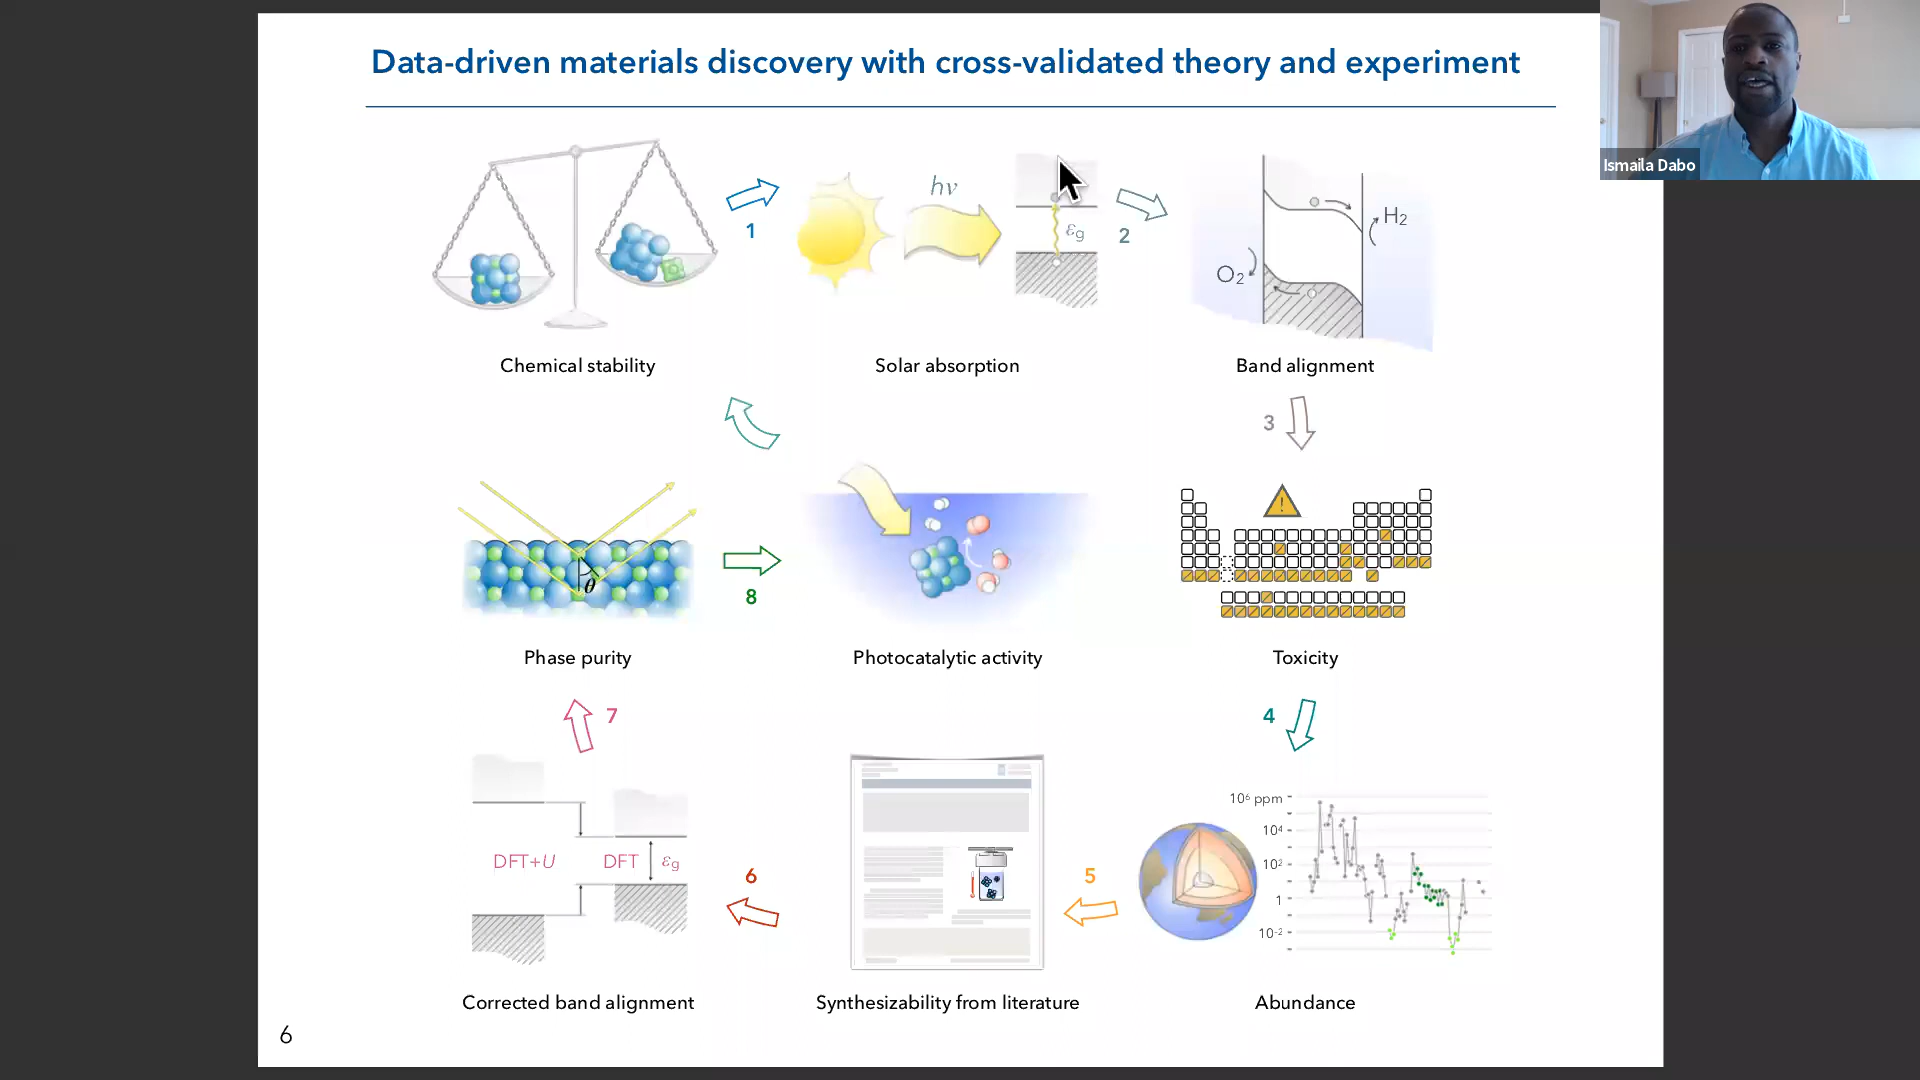 Data-driven materials discovery with cross-validated theory and experiment
Ismaila Dabo
1
hν
εg
2
H2
O2
Chemical stability
Solar absorption
Band alignment
3
θ
8
!
Phase purity
Photocatalytic activity
Toxicity
7
4
DFT+U
DFT
εg
6
5
10⁶ ppm
10⁴
10²
1
10⁻²
Corrected band alignment
Synthesizability from literature
Abundance
6